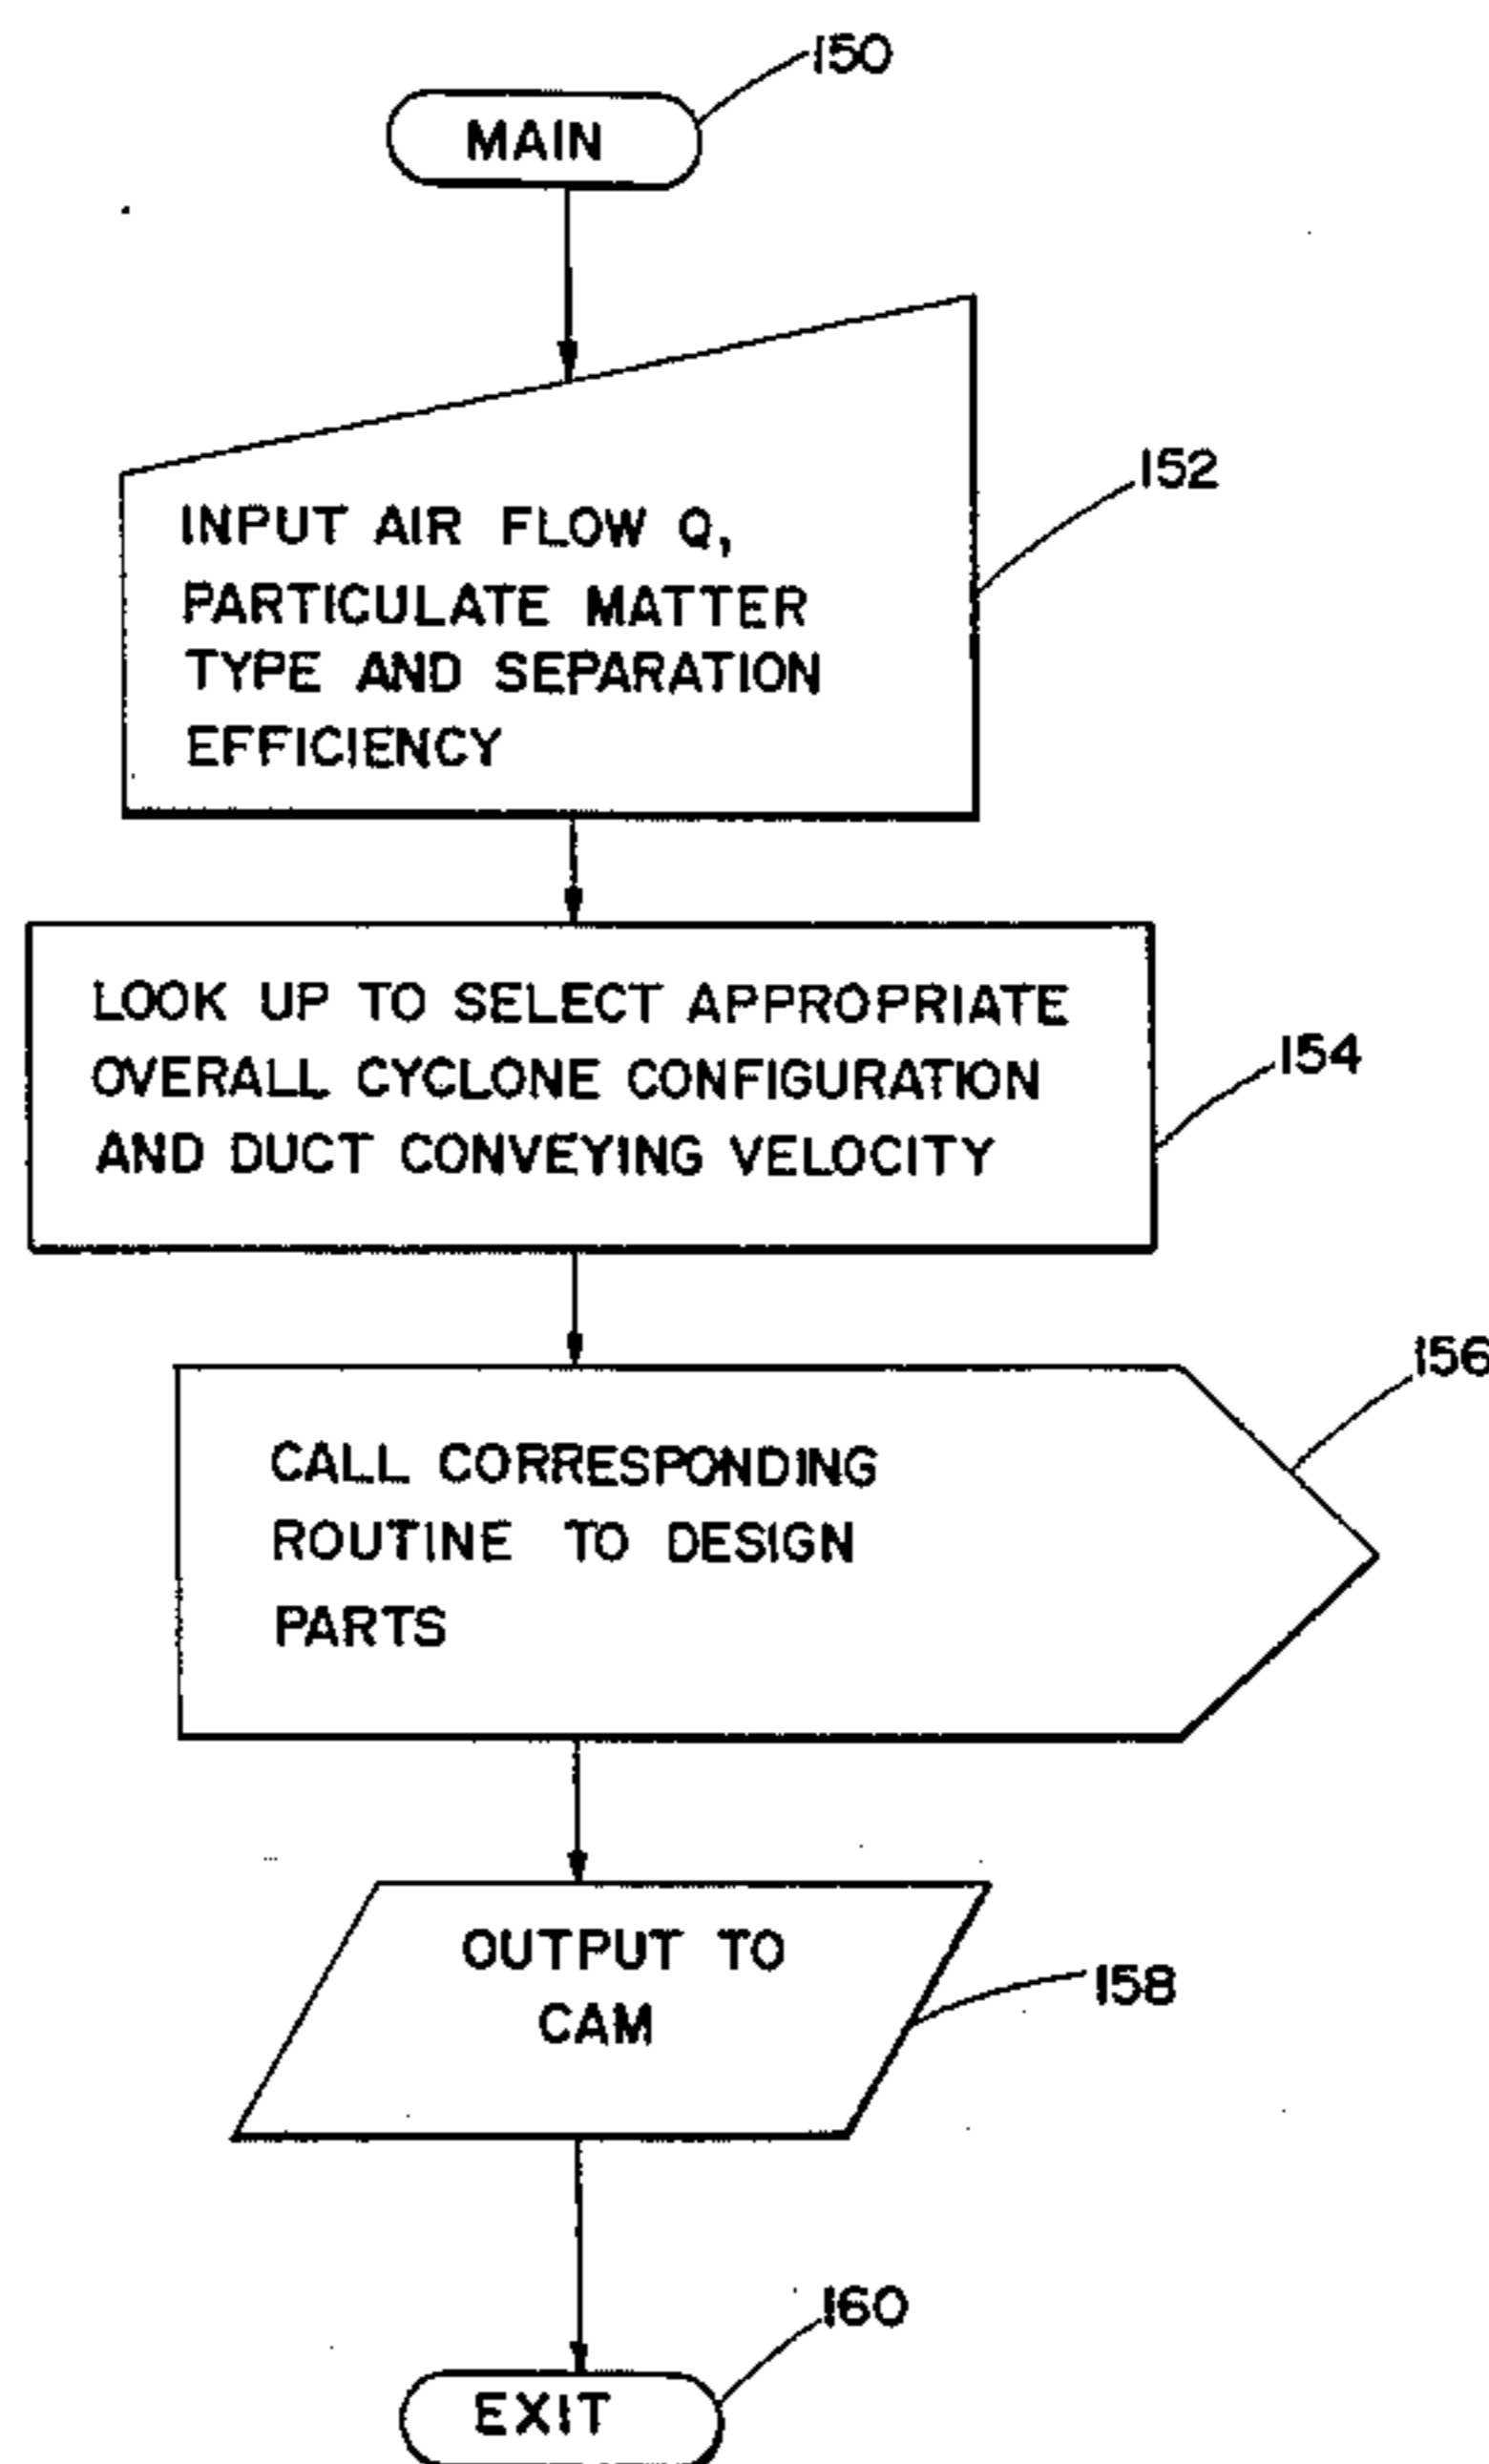 150
MAIN
152
INPUT AIR FLOW Q,
PARTICULATE MATTER
TYPE AND SEPARATION
EFFICIENCY
154
LOOK UP TO SELECT APPROPRIATE
OVERALL CYCLONE CONFIGURATION
AND DUCT CONVEYING VELOCITY
156
CALL CORRESPONDING
ROUTINE TO DESIGN
PARTS
OUTPUT TO
CAM
158
160
EXIT